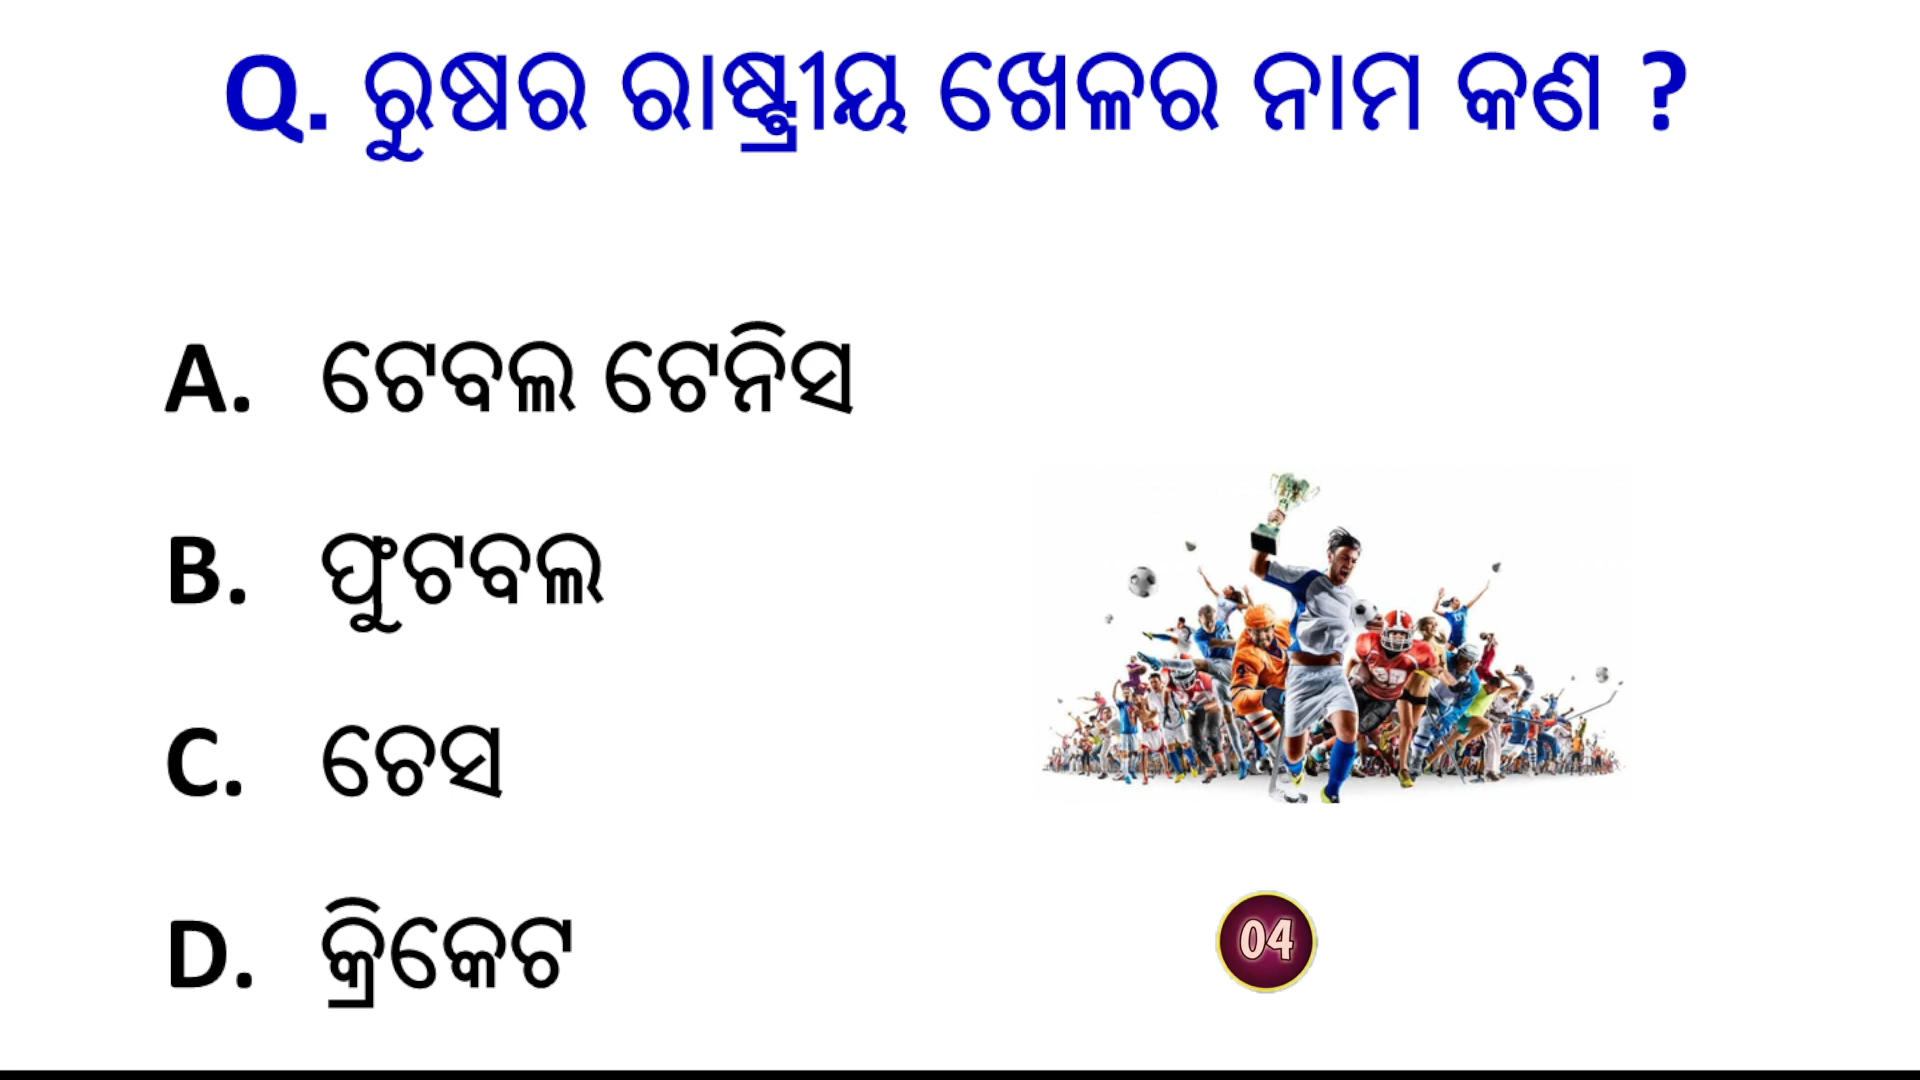 Q. ରୁଷର ରାଷ୍ଟ୍ରୀୟ ଖେଳର ନାମ କଣ ?
A. ଟେବଲ ଟେନିସ
B. ଫୁଟବଲ
C. ଚେସ
D. କ୍ରିକେଟ
04